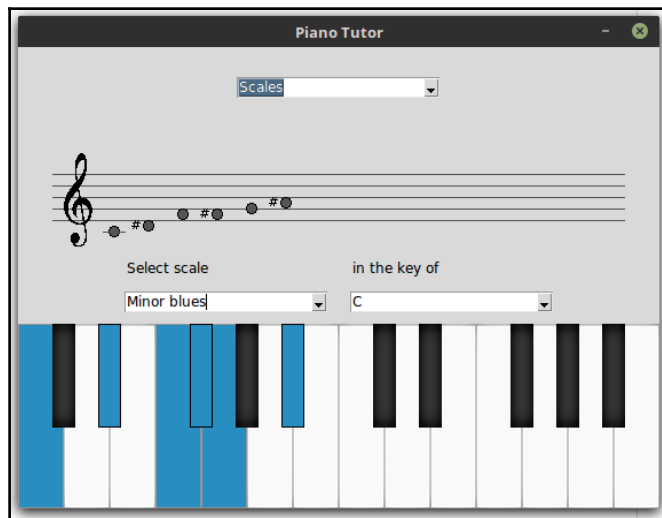 Piano Tutor
Scales
# #
#
Select scale in the key of
Minor blues C